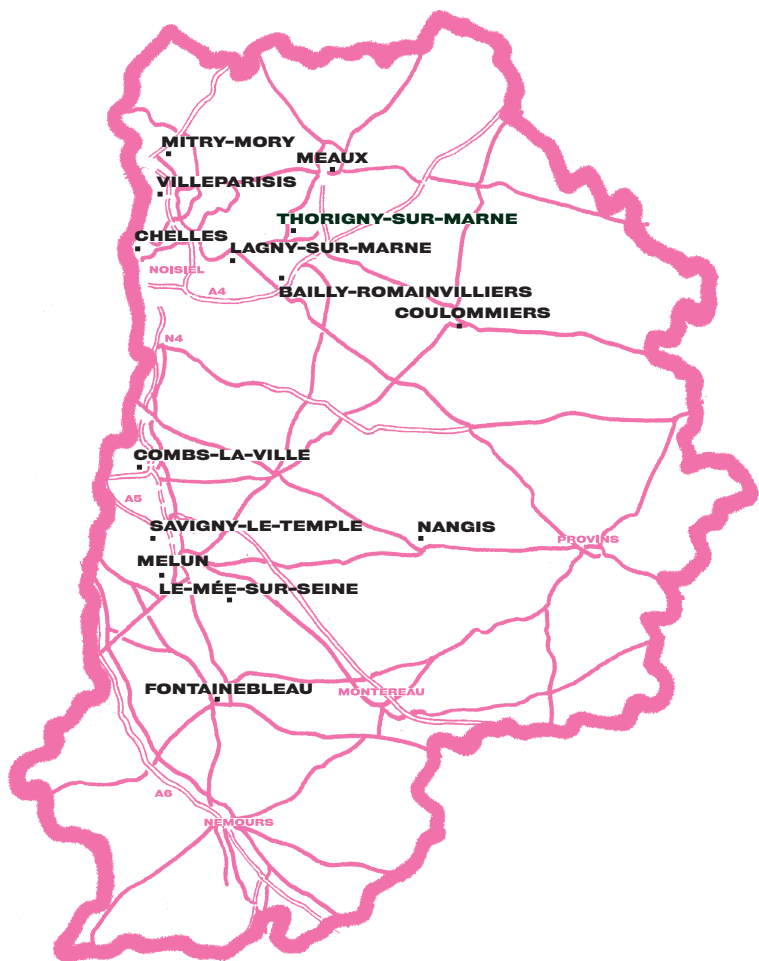 MITRY-MORY
MEAUX
VILLEPARISIS
THORIGNY-SUR-MARNE
CHELLES
LAGNY-SUR-MARNE
NOISIEL
A4
BAILLY-ROMAINVILLIERS
COULOMMIERS
N4
COMBS-LA-VILLE
A5
SAVIGNY-LE-TEMPLE
NANGIS
PROVINS
MELUN
LE-MÉE-SUR-SEINE
FONTAINEBLEAU
MONTEREAU
A6
NEMOURS